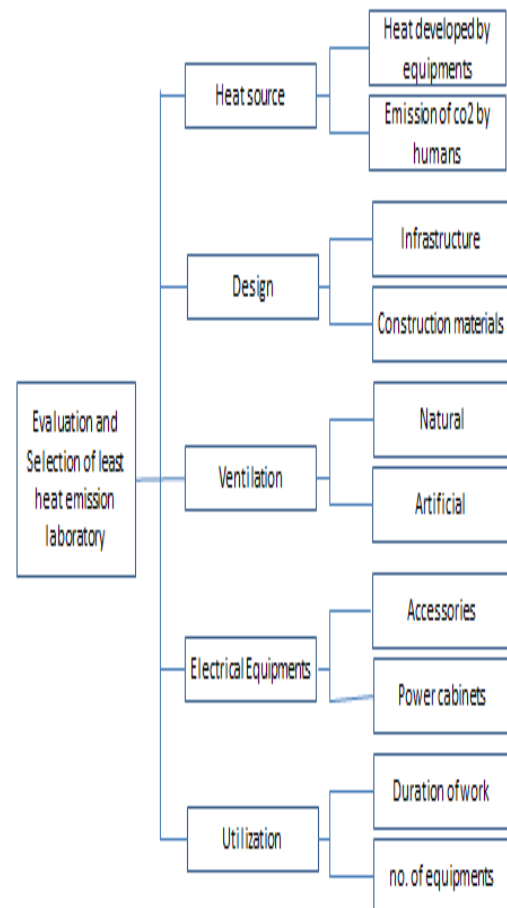 Heat developed by
equipments
Heat source
Emission of co2 by
humans
Infrastructure
Design
Construction materials
Evaluation and
Selection of least
heat emission
laboratory
Natural
Ventilation
Artificial
Accessories
Electrical Equipments
Power cabinets
Duration of work
Utilization
no. of equipments